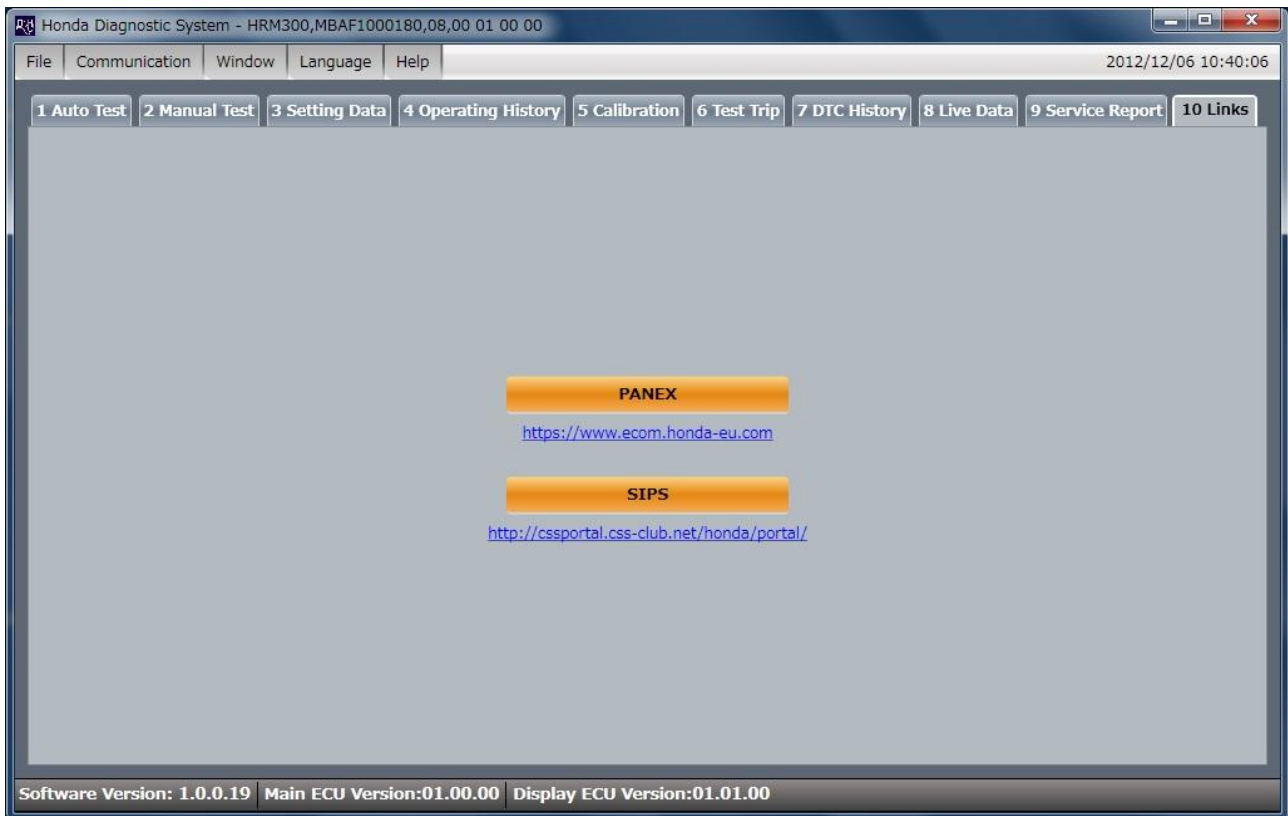 Honda Diagnostic System - HRM300,MBAF1000180,08,00 01 00 00
File Communication Window Language Help 2012/12/06 10:40:06
1 Auto Test 2 Manual Test 3 Setting Data 4 Operating History 5 Calibration 6 Test Trip 7 DTC History 8 Live Data 9 Service Report 10 Links
PANEX
https://www.ecom.honda-eu.com
SIPS
http://cssportal.css-club.net/honda/portal/
Software Version: 1.0.0.19 Main ECU Version:01.00.00 Display ECU Version:01.01.00